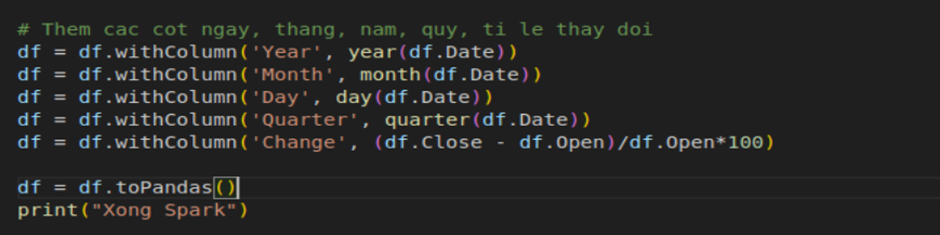 # Them cac cot ngay, thang, nam, quy, ti le thay doi
df = df.withColumn('Year', year(df.Date))
df = df.withColumn('Month', month(df.Date))
df = df.withColumn('Day', day(df.Date))
df = df.withColumn('Quarter', quarter(df.Date))
df = df.withColumn('Change', (df.Close - df.Open)/df.Open*100)
df = df.toPandas()
print("Xong Spark")